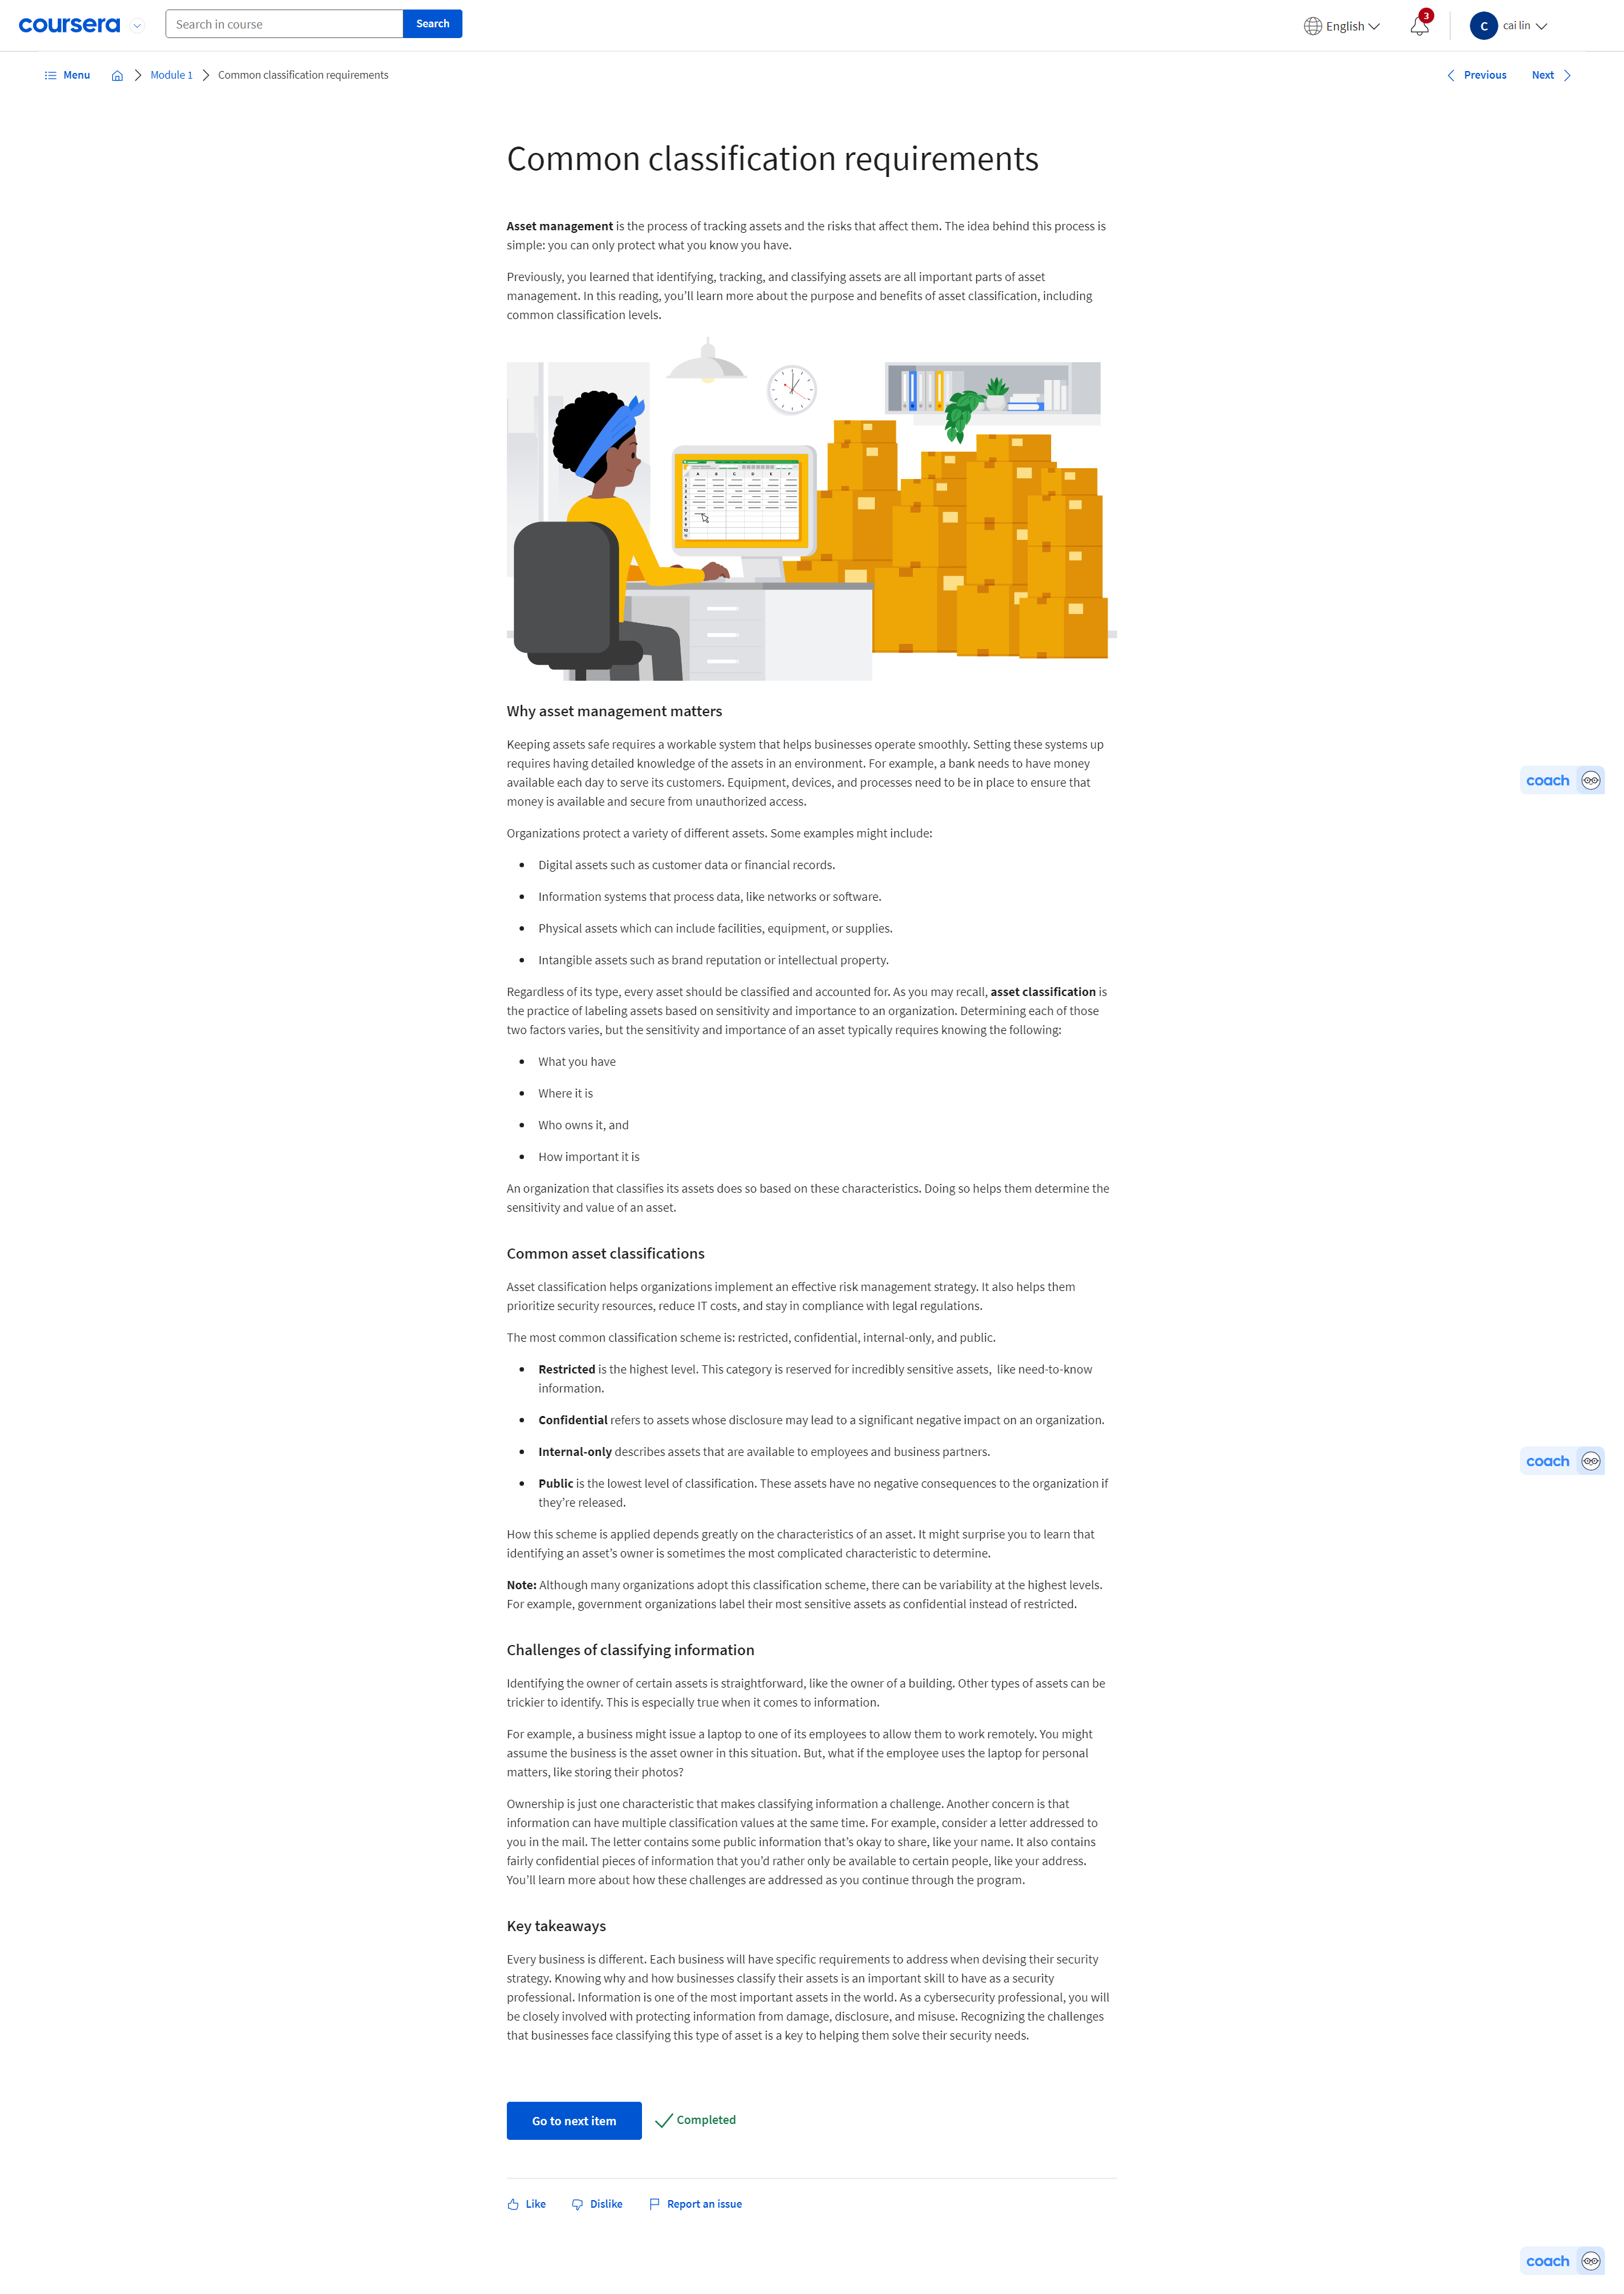 coursera
Search in course
Search
English
3
C
cai lin
Menu
Module 1
Common classification requirements
Previous
Next
Common classification requirements
Asset management is the process of tracking assets and the risks that affect them. The idea behind this process is
simple: you can only protect what you know you have.
Previously, you learned that identifying, tracking, and classifying assets are all important parts of asset
management. In this reading, you’ll learn more about the purpose and benefits of asset classification, including
common classification levels.
Why asset management matters
Keeping assets safe requires a workable system that helps businesses operate smoothly. Setting these systems up
requires having detailed knowledge of the assets in an environment. For example, a bank needs to have money
available each day to serve its customers. Equipment, devices, and processes need to be in place to ensure that
money is available and secure from unauthorized access.
coach
Organizations protect a variety of different assets. Some examples might include:
Digital assets such as customer data or financial records.
Information systems that process data, like networks or software.
Physical assets which can include facilities, equipment, or supplies.
Intangible assets such as brand reputation or intellectual property.
Regardless of its type, every asset should be classified and accounted for. As you may recall, asset classification is
the practice of labeling assets based on sensitivity and importance to an organization. Determining each of those
two factors varies, but the sensitivity and importance of an asset typically requires knowing the following:
What you have
Where it is
Who owns it, and
How important it is
An organization that classifies its assets does so based on these characteristics. Doing so helps them determine the
sensitivity and value of an asset.
Common asset classifications
Asset classification helps organizations implement an effective risk management strategy. It also helps them
prioritize security resources, reduce IT costs, and stay in compliance with legal regulations.
The most common classification scheme is: restricted, confidential, internal-only, and public.
Restricted is the highest level. This category is reserved for incredibly sensitive assets,  like need-to-know
information.
Confidential refers to assets whose disclosure may lead to a significant negative impact on an organization.
Internal-only describes assets that are available to employees and business partners.
coach
Public is the lowest level of classification. These assets have no negative consequences to the organization if
they’re released.
How this scheme is applied depends greatly on the characteristics of an asset. It might surprise you to learn that
identifying an asset’s owner is sometimes the most complicated characteristic to determine.
Note: Although many organizations adopt this classification scheme, there can be variability at the highest levels.
For example, government organizations label their most sensitive assets as confidential instead of restricted.
Challenges of classifying information
Identifying the owner of certain assets is straightforward, like the owner of a building. Other types of assets can be
trickier to identify. This is especially true when it comes to information.
For example, a business might issue a laptop to one of its employees to allow them to work remotely. You might
assume the business is the asset owner in this situation. But, what if the employee uses the laptop for personal
matters, like storing their photos?
Ownership is just one characteristic that makes classifying information a challenge. Another concern is that
information can have multiple classification values at the same time. For example, consider a letter addressed to
you in the mail. The letter contains some public information that’s okay to share, like your name. It also contains
fairly confidential pieces of information that you’d rather only be available to certain people, like your address.
You’ll learn more about how these challenges are addressed as you continue through the program.
Key takeaways
Every business is different. Each business will have specific requirements to address when devising their security
strategy. Knowing why and how businesses classify their assets is an important skill to have as a security
professional. Information is one of the most important assets in the world. As a cybersecurity professional, you will
be closely involved with protecting information from damage, disclosure, and misuse. Recognizing the challenges
that businesses face classifying this type of asset is a key to helping them solve their security needs.
Go to next item
Completed
Like
Dislike
Report an issue
coach